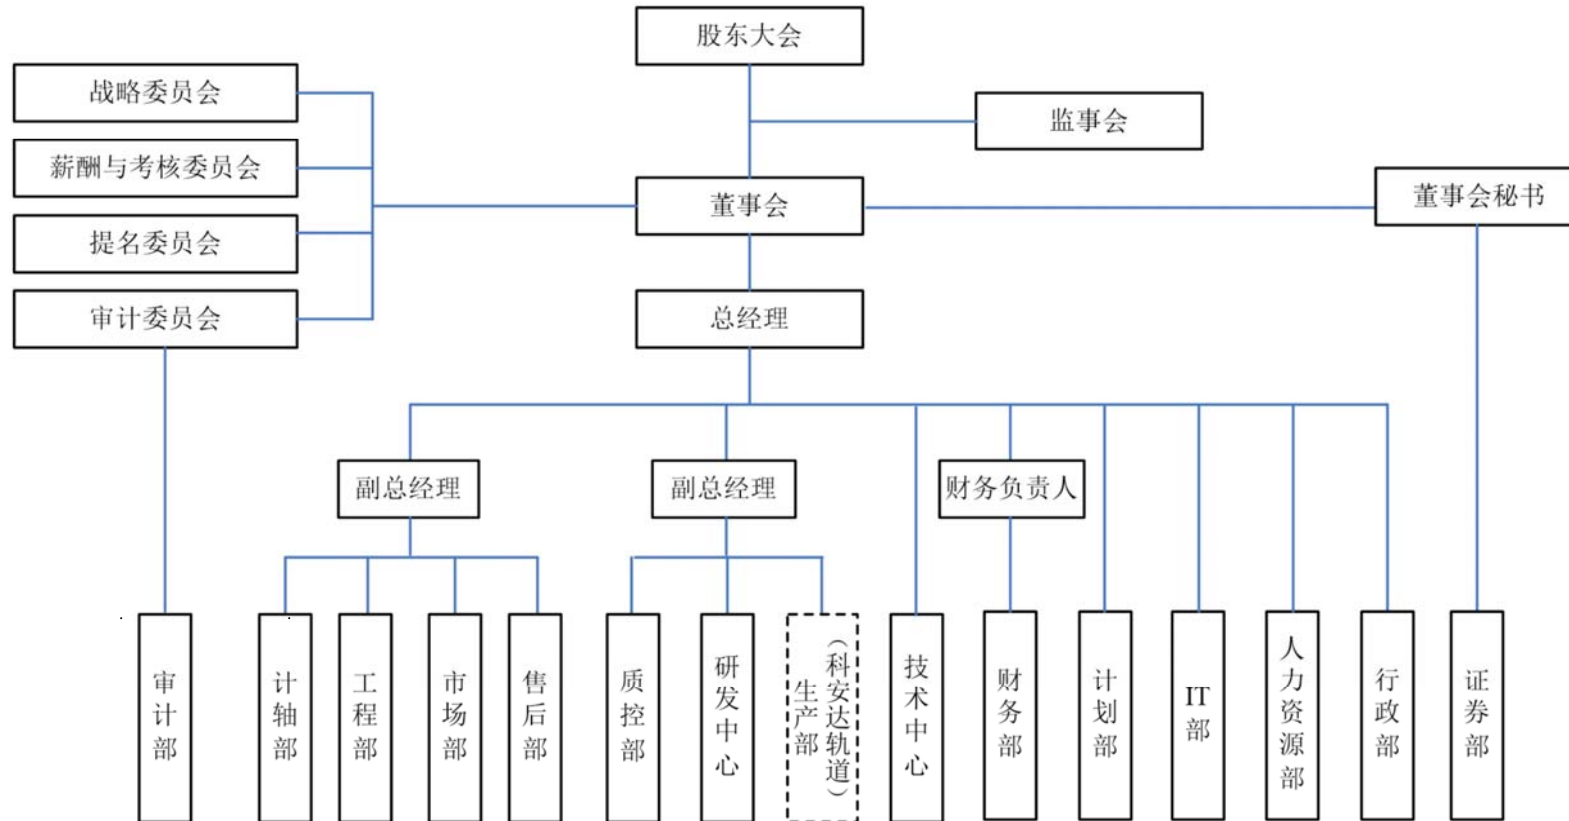 股东大会
战略委员会
监事会
薪酬与考核委员会
董事会
董事会秘书
提名委员会
审计委员会
总经理
副总经理
副总经理
财务负责人
审计部
计轴部
工程部
市场部
售后部
质控部
研发中心
生产部
（科安达轨道）
技术中心
财务部
计划部
IT部
人力资源部
行政部
证券部